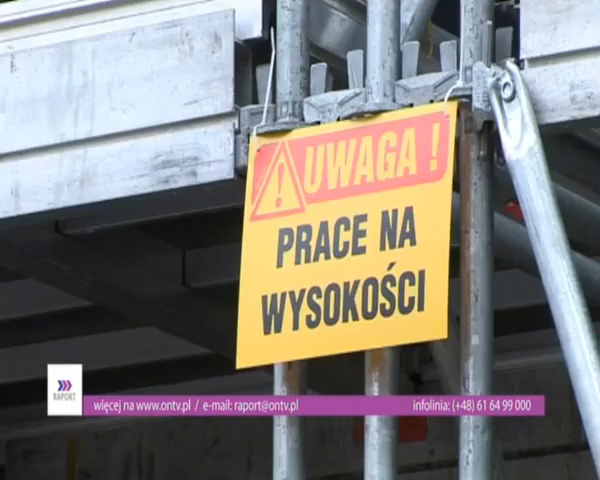 UWAGA !
PRACE NA
WYSOKOŚCI
RAPORT
więcej na www.ontv.pl / e-mail: raport@ontv.pl
infolinia: (+48) 61 64 99 000